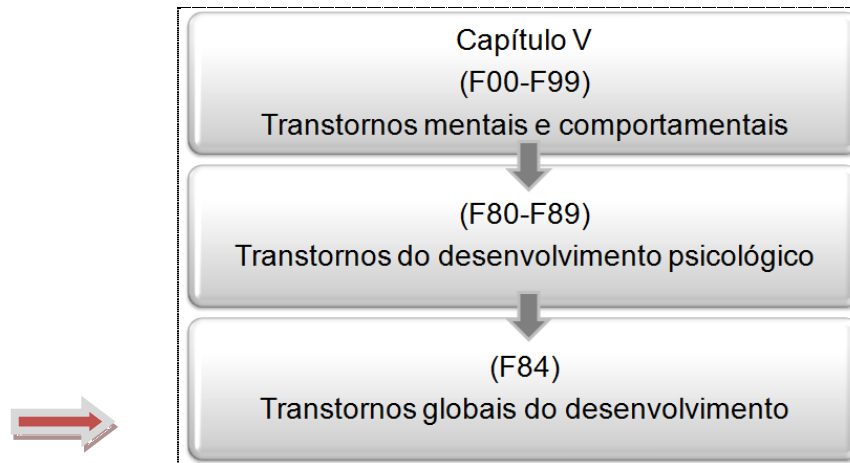 Capítulo V
(F00-F99)
Transtornos mentais e comportamentais
(F80-F89)
Transtornos do desenvolvimento psicológico
(F84)
Transtornos globais do desenvolvimento